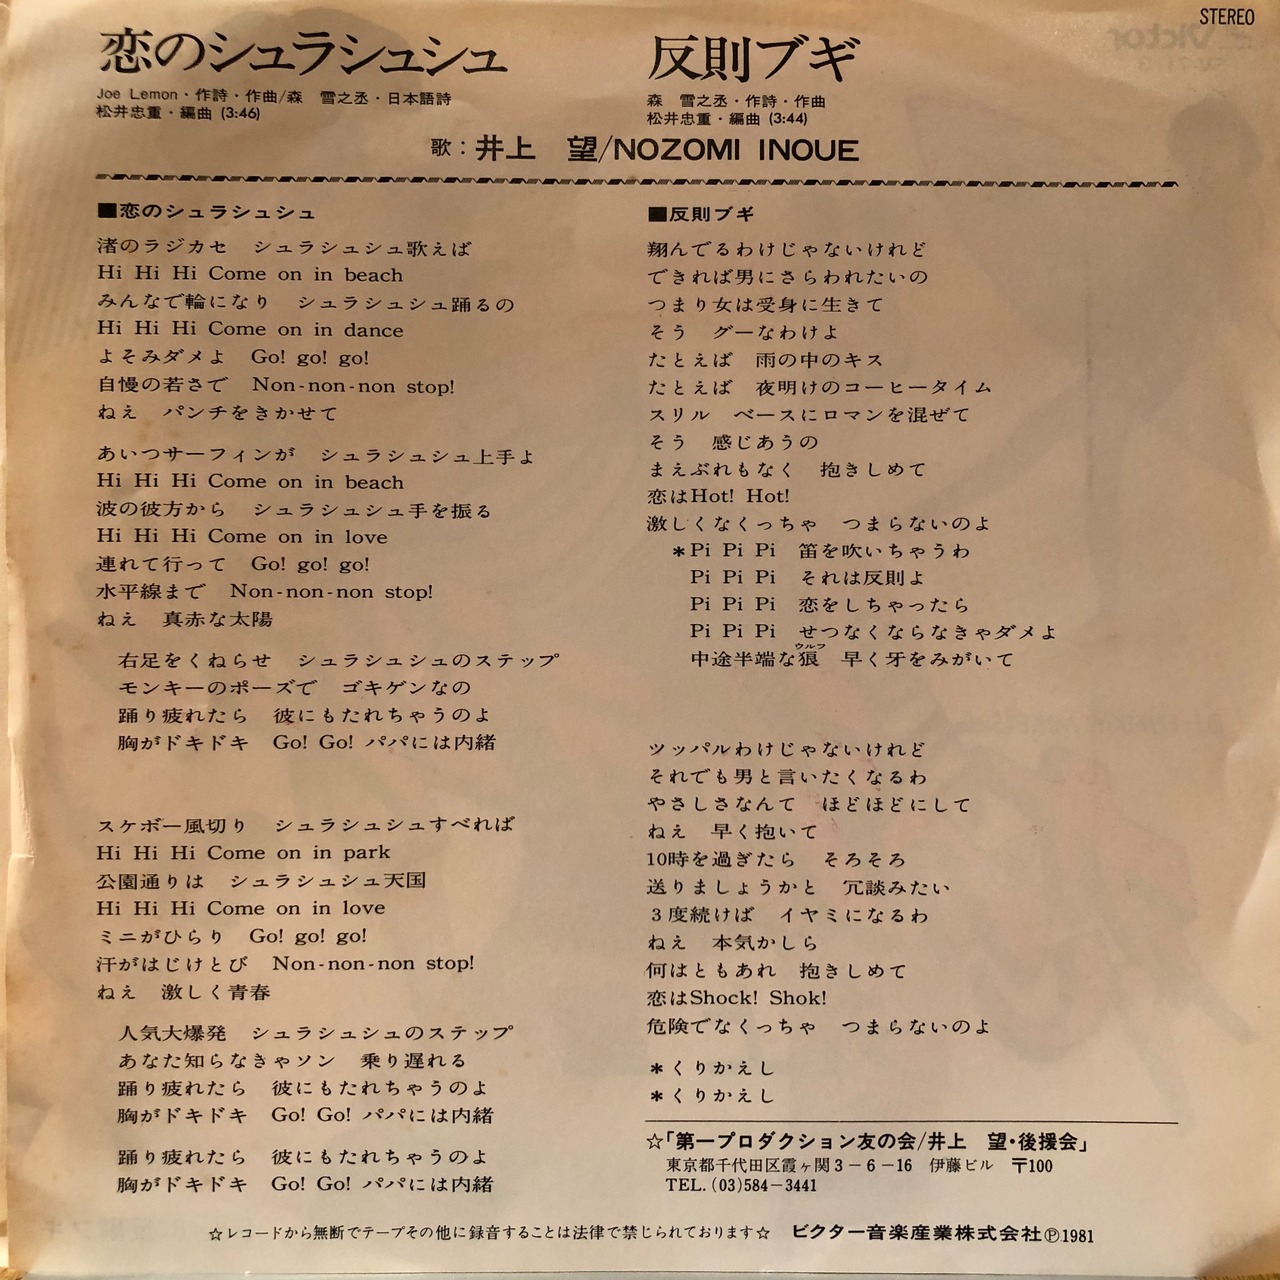 STEREO
恋のシュラシュシュ
Joe Lemon・作詩・作曲/森　雪之丞・日本語詩
松井忠重・編曲 (3:46)
反則ブギ
森　雪之丞・作詩・作曲
松井忠重・編曲 (3:44)
歌：井上　望/NOZOMI INOUE
■恋のシュラシュシュ
渚のラジカセ　シュラシュシュ歌えば
Hi Hi Hi Come on in beach
みんなで輪になり　シュラシュシュ踊るの
Hi Hi Hi Come on in dance
よそみダメよ　Go! go! go!
自慢の若さで　Non-non-non stop!
ねえ　パンチをきかせて
あいつサーフィンが　シュラシュシュ上手よ
Hi Hi Hi Come on in beach
波の彼方から　シュラシュシュ手を振る
Hi Hi Hi Come on in love
連れて行って　Go! go! go!
水平線まで　Non-non-non stop!
ねえ　真赤な太陽
右足をくねらせ　シュラシュシュのステップ
モンキーのポーズで　ゴキゲンなの
踊り疲れたら　彼にもたれちゃうのよ
胸がドキドキ　Go! Go! パパには内緒
スケボー風切り　シュラシュシュすべれば
Hi Hi Hi Come on in park
公園通りは　シュラシュシュ天国
Hi Hi Hi Come on in love
ミニがひらり　Go! go! go!
汗がはじけとび　Non-non-non stop!
ねえ　激しく青春
人気大爆発　シュラシュシュのステップ
あなた知らなきゃソン　乗り遅れる
踊り疲れたら　彼にもたれちゃうのよ
胸がドキドキ　Go! Go! パパには内緒
踊り疲れたら　彼にもたれちゃうのよ
胸がドキドキ　Go! Go! パパには内緒
■反則ブギ
翔んでるわけじゃないけれど
できれば男にさらわれたいの
つまり女は受身に生きて
そう　グーなわけよ
たとえば　雨の中のキス
たとえば　夜明けのコーヒータイム
スリル　ベースにロマンを混ぜて
そう　感じあうの
まえぶれもなく　抱きしめて
恋はHot! Hot!
激しくなくっちゃ　つまらないのよ
＊Pi Pi Pi　笛を吹いちゃうわ
Pi Pi Pi　それは反則よ
Pi Pi Pi　恋をしちゃったら
Pi Pi Pi　せつなくならなきゃダメよ
ウルフ
中途半端な狼　早く牙をみがいて
ツッパルわけじゃないけれど
それでも男と言いたくなるわ
やさしさなんて　ほどほどにして
ねえ　早く抱いて
10時を過ぎたら　そろそろ
送りましょうかと　冗談みたい
３度続けば　イヤミになるわ
ねえ　本気かしら
何はともあれ　抱きしめて
恋はShock! Shok!
危険でなくっちゃ　つまらないのよ
＊くりかえし
＊くりかえし
☆「第一プロダクション友の会/井上　望・後援会」
東京都千代田区霞ヶ関３－６－16　伊藤ビル　〒100
TEL. (03)584−3441
☆レコードから無断でテープその他に録音することは法律で禁じられております☆　ビクター音楽産業株式会社℗1981